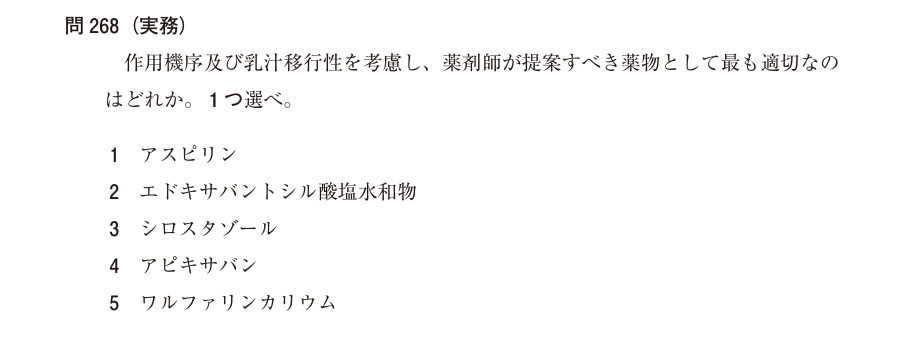 問268（実務）
作用機序及び乳汁移行性を考慮し、薬剤師が提案すべき薬物として最も適切なの
はどれか。1つ選べ。
1 アスピリン
2 エドキサバントシル酸塩水和物
3 シロスタゾール
4 アピキサバン
5 ワルファリンカリウム